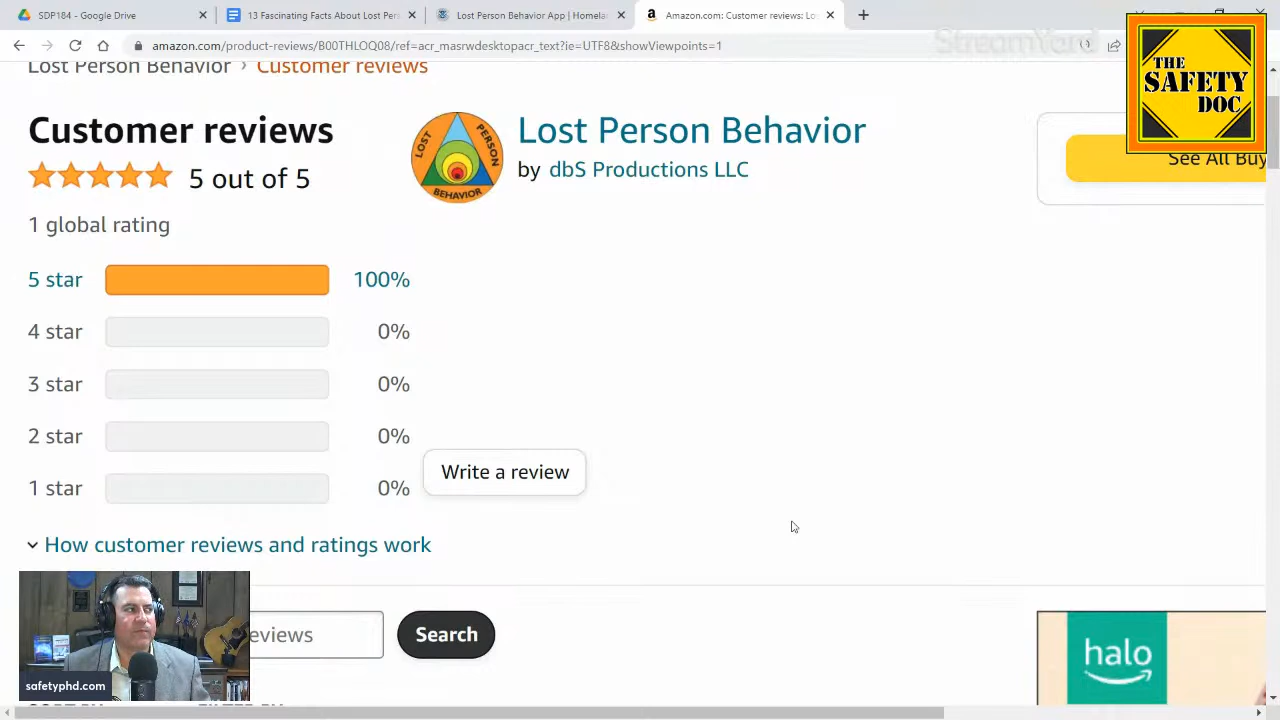 SDP184 - Google Drive
13 Fascinating Facts About Lost Per
Lost Person Behavior App | Homela
Amazon.com: Customer reviews: Lo
amazon.com/product-reviews/B00THLOQ08/ref=acr_masrwdesktopacr_text?ie=UTF8&showViewpoints=1
StreamYard
THE
SAFETY
DOC
Lost Person Behavior › Customer reviews
Customer reviews
5 out of 5
1 global rating
LOST PERSON
BEHAVIOR
Lost Person Behavior
by dbS Productions LLC
See All Buy
5 star 100%
4 star 0%
3 star 0%
2 star 0%
1 star 0%
Write a review
How customer reviews and ratings work
eviews
Search
halo
safetyphd.com